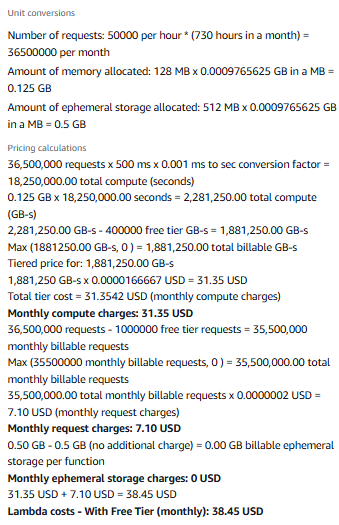 Unit conversions
Number of requests: 50000 per hour * (730 hours in a month) =
36500000 per month
Amount of memory allocated: 128 MB x 0.0009765625 GB in a MB =
0.125 GB
Amount of ephemeral storage allocated: 512 MB x 0.0009765625 GB
in a MB = 0.5 GB
Pricing calculations
36,500,000 requests x 500 ms x 0.001 ms to sec conversion factor =
18,250,000.00 total compute (seconds)
0.125 GB x 18,250,000.00 seconds = 2,281,250.00 total compute
(GB-s)
2,281,250.00 GB-s - 400000 free tier GB-s = 1,881,250.00 GB-s
Max (1881250.00 GB-s, 0 ) = 1,881,250.00 total billable GB-s
Tiered price for: 1,881,250.00 GB-s
1,881,250 GB-s x 0.0000166667 USD = 31.35 USD
Total tier cost = 31.3542 USD (monthly compute charges)
Monthly compute charges: 31.35 USD
36,500,000 requests - 1000000 free tier requests = 35,500,000
monthly billable requests
Max (35500000 monthly billable requests, 0 ) = 35,500,000.00 total
monthly billable requests
35,500,000.00 total monthly billable requests x 0.0000002 USD =
7.10 USD (monthly request charges)
Monthly request charges: 7.10 USD
0.50 GB - 0.5 GB (no additional charge) = 0.00 GB billable ephemeral
storage per function
Monthly ephemeral storage charges: 0 USD
31.35 USD + 7.10 USD = 38.45 USD
Lambda costs - With Free Tier (monthly): 38.45 USD